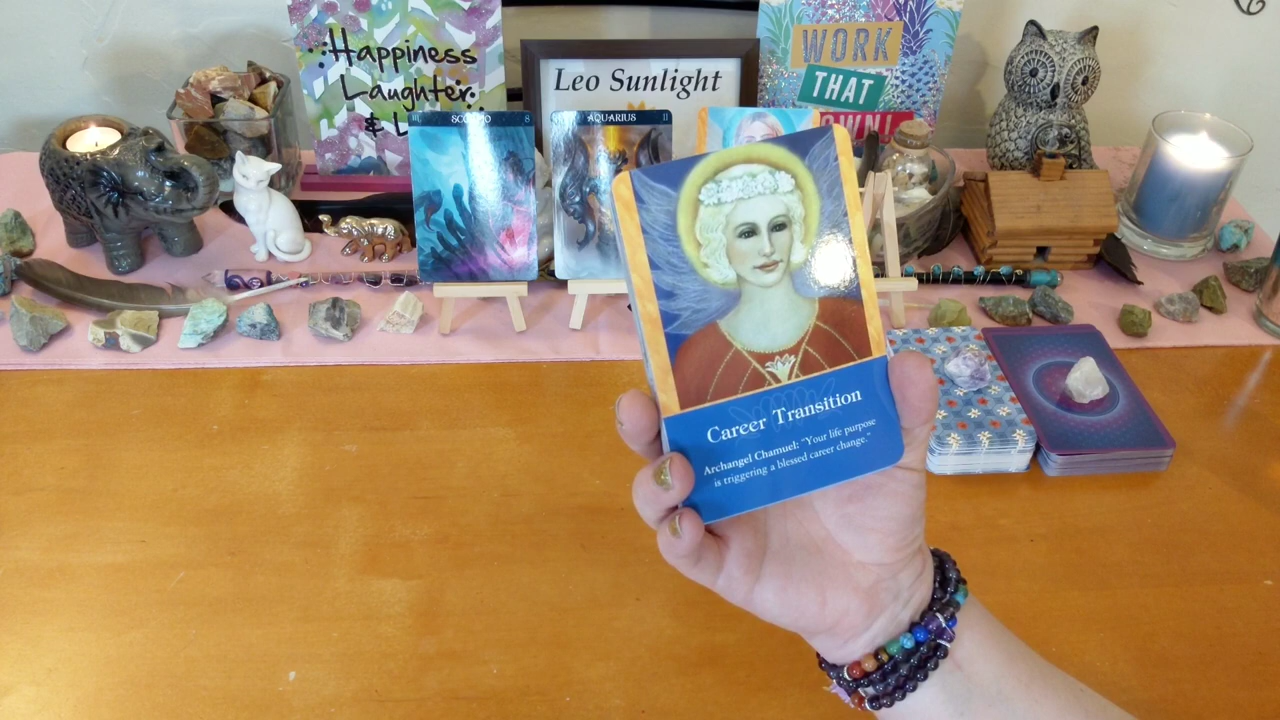 Happiness
Laughter
&
Leo Sunlight
WORK
THAT
OWN!
SCORPIO 8
AQUARIUS 11
Career Transition
Archangel Chamuel: "Your life purpose
is triggering a blessed career change."